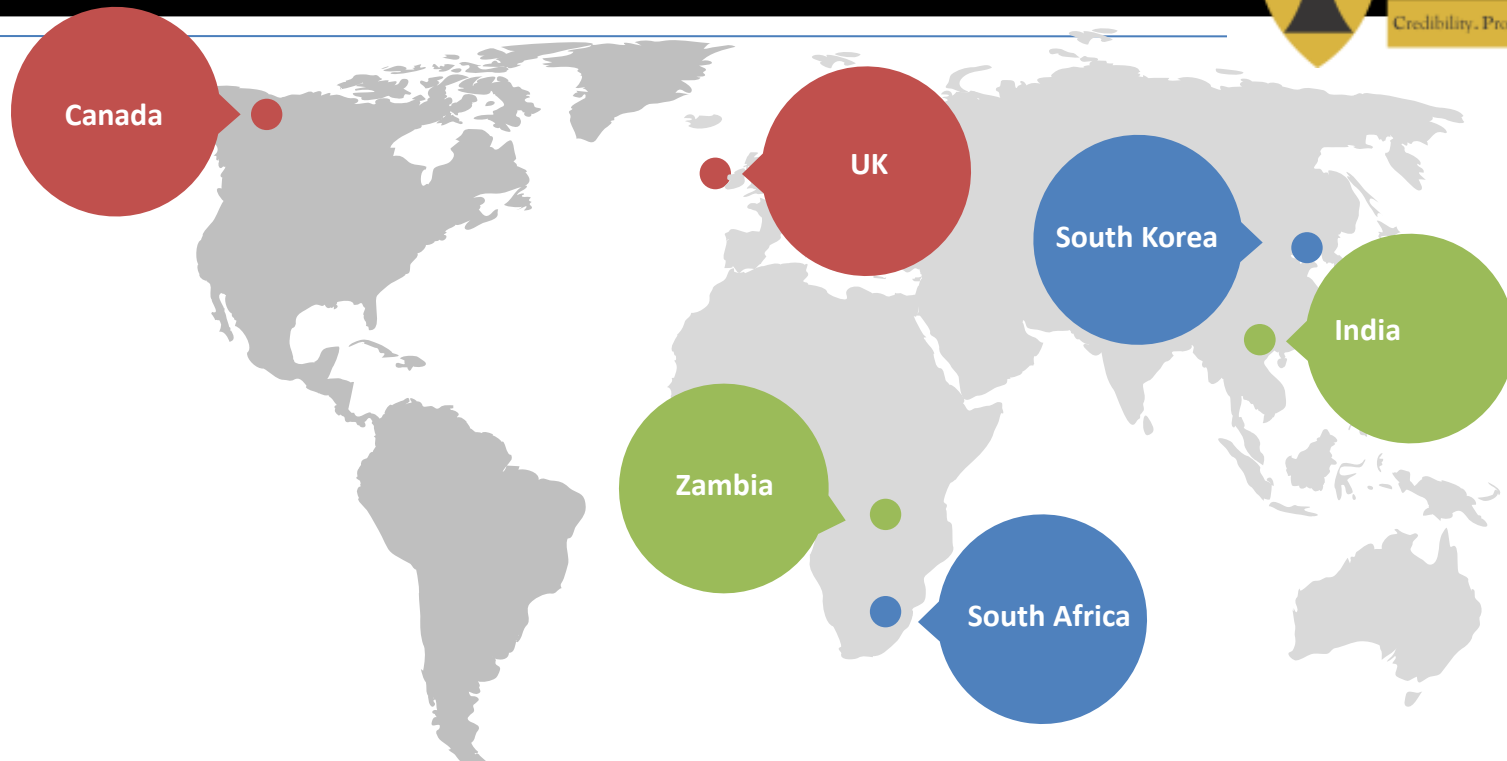 Credibility. Pro
Canada
UK
South Korea
India
Zambia
South Africa